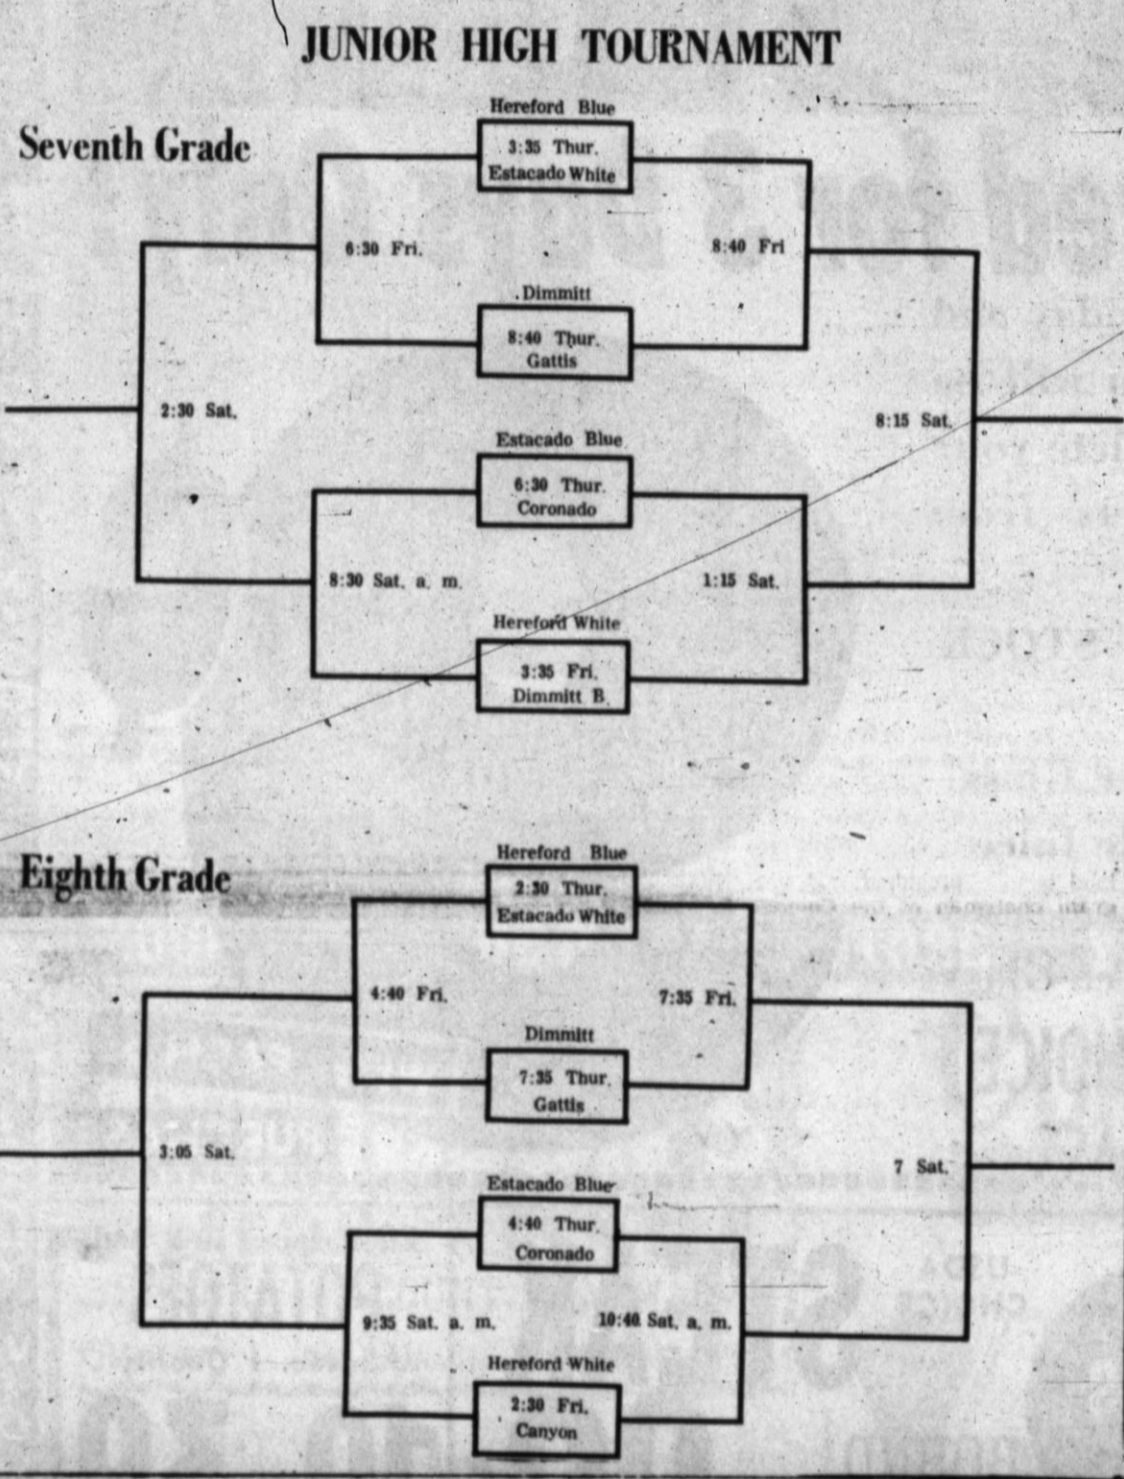 JUNIOR HIGH TOURNAMENT
Seventh Grade
Hereford Blue
3:35 Thur.
Estacado White
6:30 Fri.
8:40 Fri
Dimmitt
8:40 Thur.
Gattis
2:30 Sat.
8:15 Sat.
Estacado Blue
6:30 Thur.
Coronado
8:30 Sat. a. m.
1:15 Sat.
Hereford White
3:35 Fri.
Dimmitt B.
Eighth Grade
Hereford Blue
2:30 Thur.
Estacado White
4:40 Fri.
7:35 Fri.
Dimmitt
7:35 Thur.
Gattis
3:05 Sat.
7 Sat.
Estacado Blue
4:40 Thur.
Coronado
9:35 Sat. a. m.
10:40 Sat. a. m.
Hereford White
2:30 Fri.
Canyon